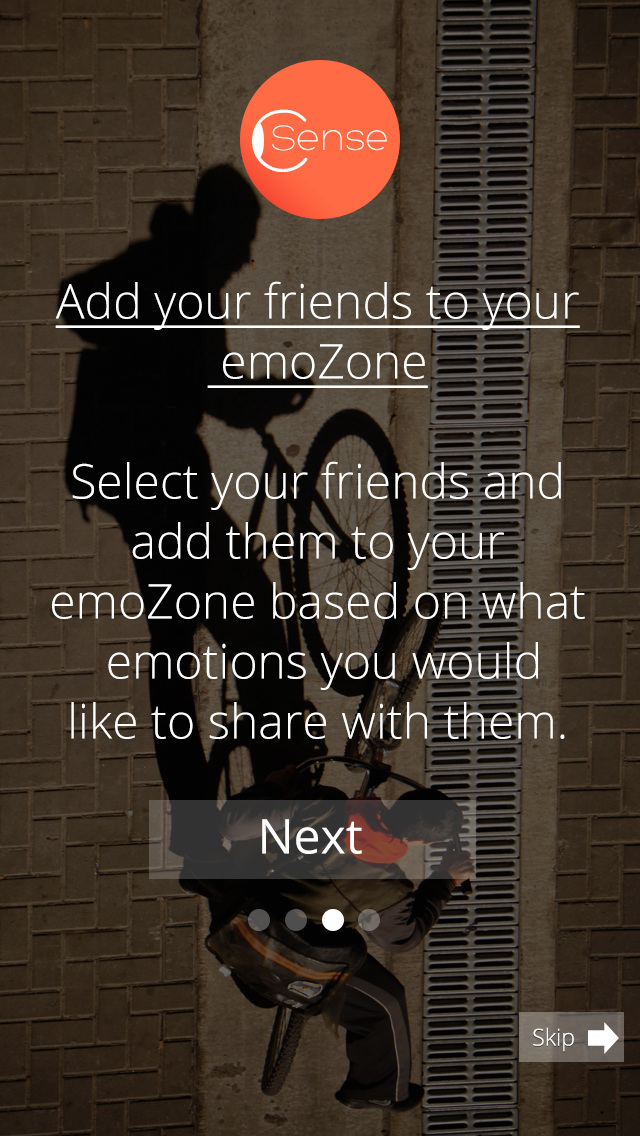 Sense
Add your friends to your
emoZone
Select your friends and
add them to your
emoZone based on what
emotions you would
like to share with them.
Next
Skip